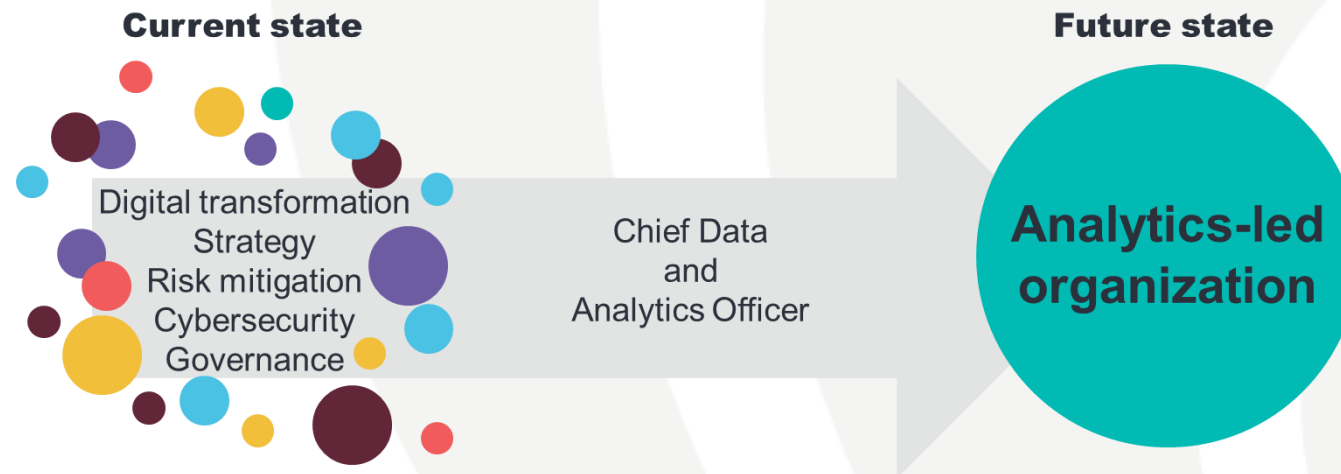 Current state
Future state
Digital transformation
Strategy
Risk mitigation
Cybersecurity
Governance
Chief Data
and
Analytics Officer
Analytics-led
organization